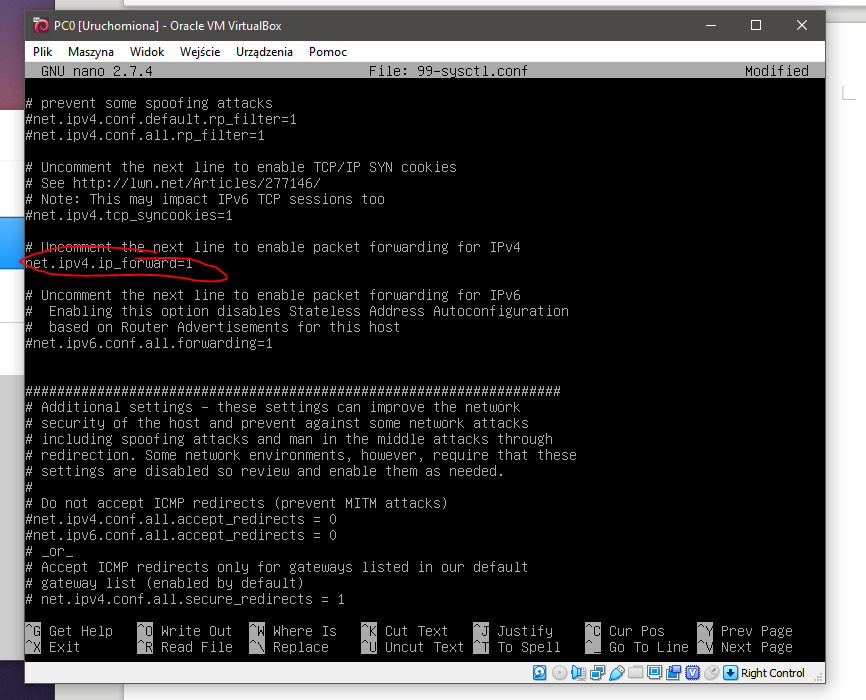 PC0 [Uruchomiona] - Oracle VM VirtualBox
Plik Maszyna Widok Wejście Urządzenia Pomoc
GNU nano 2.7.4 File: 99-sysctl.conf Modified
# prevent some spoofing attacks
#net.ipv4.conf.default.rp_filter=1
#net.ipv4.conf.all.rp_filter=1
# Uncomment the next line to enable TCP/IP SYN cookies
# See http://lwn.net/Articles/277146/
# Note: This may impact IPv6 TCP sessions too
#net.ipv4.tcp_syncookies=1
# Uncomment the next line to enable packet forwarding for IPv4
net.ipv4.ip_forward=1
# Uncomment the next line to enable packet forwarding for IPv6
#  Enabling this option disables Stateless Address Autoconfiguration
#  based on Router Advertisements for this host
#net.ipv6.conf.all.forwarding=1
###################################################################
# Additional settings - these settings can improve the network
# security of the host and prevent against some network attacks
# including spoofing attacks and man in the middle attacks through
# redirection. Some network environments, however, require that these
# settings are disabled so review and enable them as needed.
#
# Do not accept ICMP redirects (prevent MITM attacks)
#net.ipv4.conf.all.accept_redirects = 0
#net.ipv6.conf.all.accept_redirects = 0
# _or_
# Accept ICMP redirects only for gateways listed in our default
# gateway list (enabled by default)
# net.ipv4.conf.all.secure_redirects = 1
^G Get Help ^O Write Out ^W Where Is ^K Cut Text ^J Justify ^C Cur Pos ^Y Prev Page
^X Exit ^R Read File ^\ Replace ^U Uncut Text ^T To Spell ^_ Go To Line ^V Next Page
Right Control